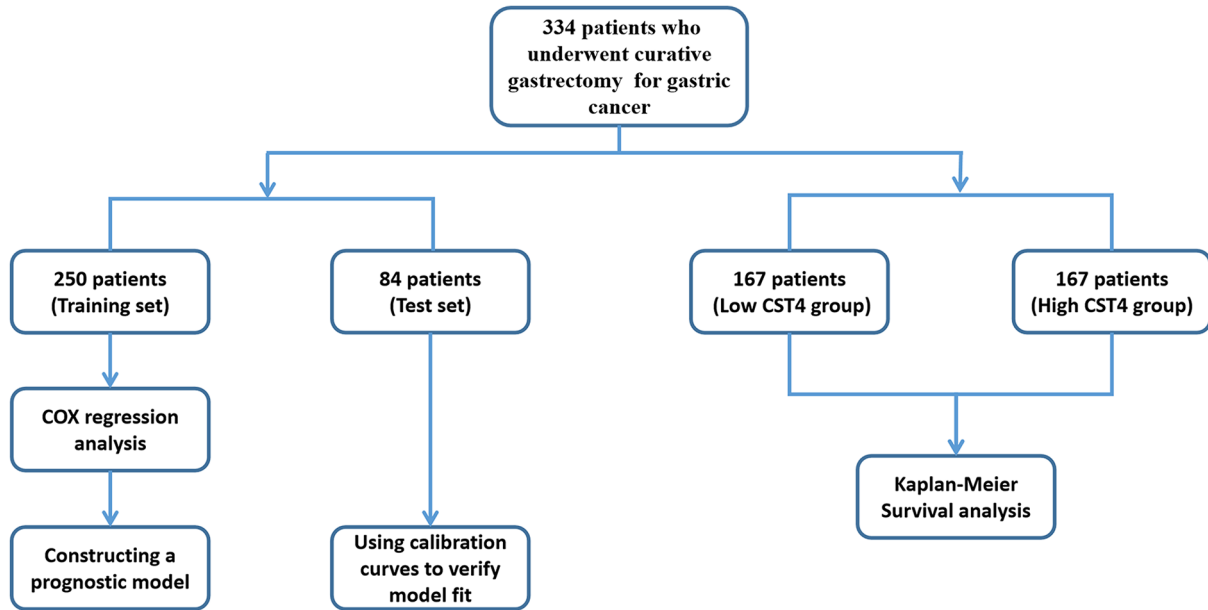 334 patients who
underwent curative
gastrectomy for gastric
cancer
250 patients
(Training set)
84 patients
(Test set)
167 patients
(Low CST4 group)
167 patients
(High CST4 group)
COX regression
analysis
Kaplan-Meier
Survival analysis
Constructing a
prognostic model
Using calibration
curves to verify
model fit